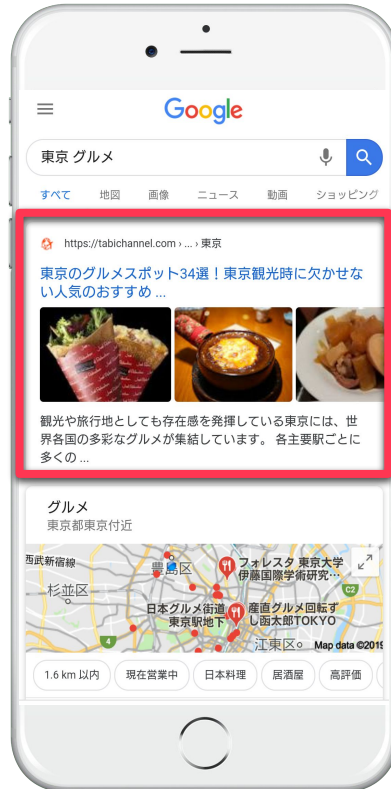 Google
東京 グルメ
すべて 地図 画像 ニュース 動画 ショッピング
https://tabichannel.com › ... › 東京
東京のグルメスポット34選！東京観光時に欠かせな
い人気のおすすめ ...
観光や旅行地としても存在感を発揮している東京には、世
界各国の多彩なグルメが集結しています。 各主要駅ごとに
多くの ...
グルメ
東京都東京付近
西武新宿線
豊島区
フォレスタ 東京大学
伊藤国際学術研究…
杉並区
C2
日本グルメ街道
東京駅地下
産直グルメ回転す
し函太郎TOKYO
4
江東区
Map data ©2019
1.6 km 以内 現在営業中 日本料理 居酒屋 高評価